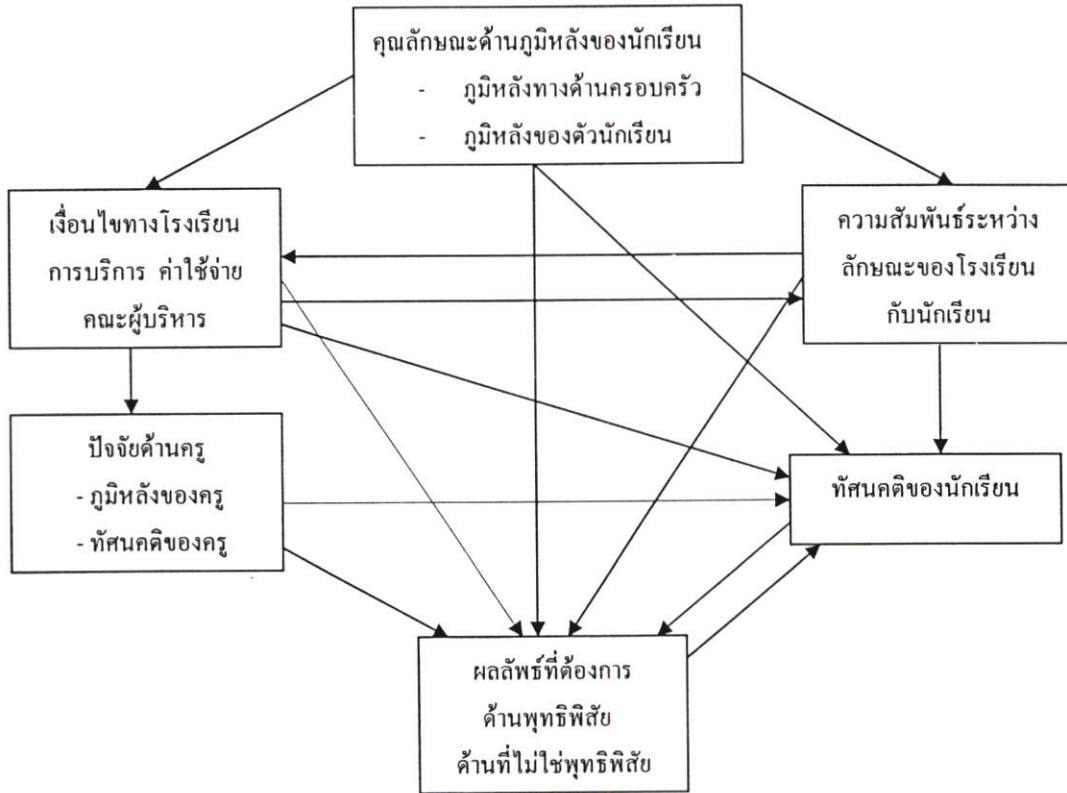 คุณลักษณะด้านภูมิหลังของนักเรียน
- ภูมิหลังทางด้านครอบครัว
- ภูมิหลังของตัวนักเรียน
เงื่อนไขทางโรงเรียน
การบริการ ค่าใช้จ่าย
คณะผู้บริหาร
ความสัมพันธ์ระหว่าง
ลักษณะของโรงเรียน
กับนักเรียน
ปัจจัยด้านครู
- ภูมิหลังของครู
- ทัศนคติของครู
ทัศนคติของนักเรียน
ผลลัพธ์ที่ต้องการ
ด้านพุทธิพิสัย
ด้านที่ไม่ใช่พุทธิพิสัย